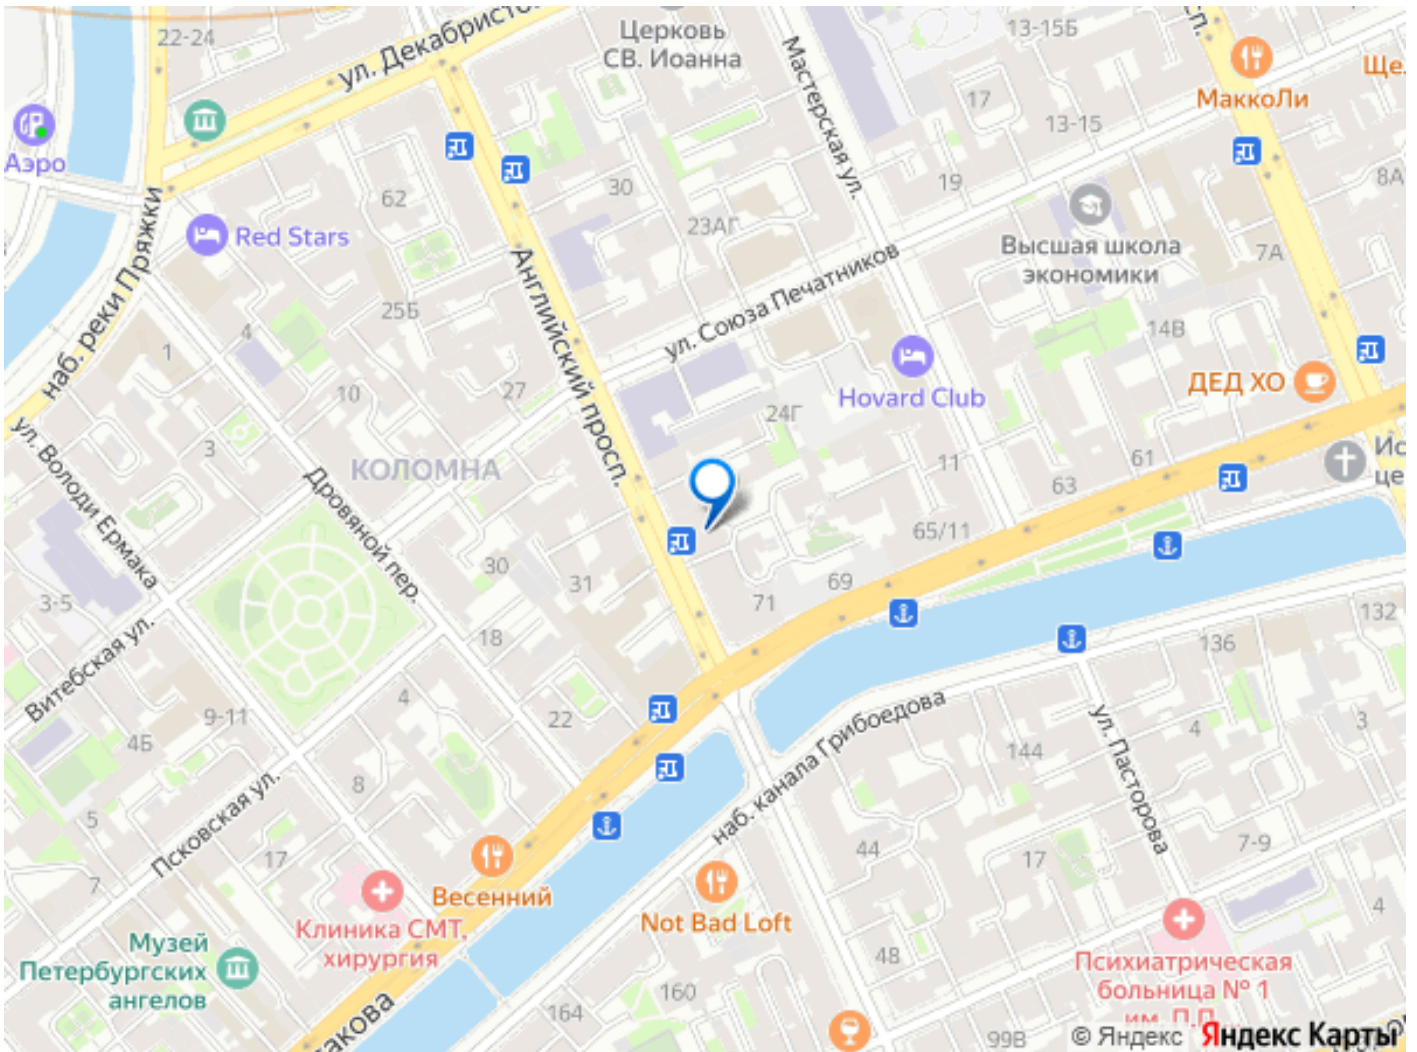 22-24
ул. Декабристо
Церковь
СВ. Иоанна
13-15Б
сп.
МаккоЛи
Ще
Мастерская ул.
17
13-15
Аэро
62
30
19
8А
23АГ
Red Stars
Высшая школа
экономики
7А
наб. реки Пряжки
Английский просп.
ул. Союза Печатников
25Б
4
1
14В
10
27
Hovard Club
ДЕД ХО
24Г
3
КОЛОМНА
11
61
63
Ис
це
ул. Володи Ермака
Дровяной пер.
65/11
30
31
69
71
3-5
132
136
18
Витебская ул.
4
9-11
22
4Б
наб. канала Грибоедова
ул. Пасторова
144
4
3
8
5
Псковская ул.
17
7
44
17
7-9
Весенний
4
Клиника СМТ,
хирургия
Not Bad Loft
Музей
Петербургских
ангелов
48
Психиатрическая
больница № 1
им. П.П.
160
164
99В
акова
© Яндекс
Яндекс Карты